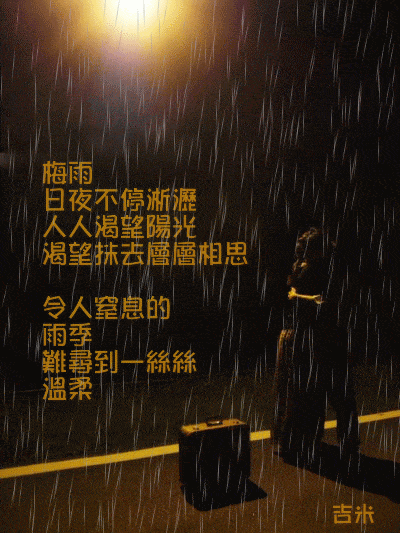 梅雨
日夜不停淅瀝
人人渴望陽光
渴望抹去層層相思
令人窒息的
雨季
難尋到一絲絲
溫柔
吉米